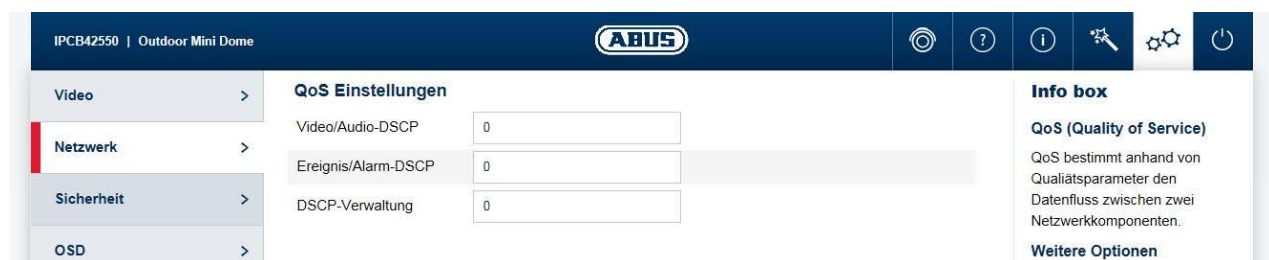 IPCB42550 | Outdoor Mini Dome
ABUS
Video
Netzwerk
Sicherheit
OSD
QoS Einstellungen
Video/Audio-DSCP 0
Ereignis/Alarm-DSCP 0
DSCP-Verwaltung 0
Info box
QoS (Quality of Service)
QoS bestimmt anhand von
Qualiätsparameter den
Datenfluss zwischen zwei
Netzwerkkomponenten.
Weitere Optionen